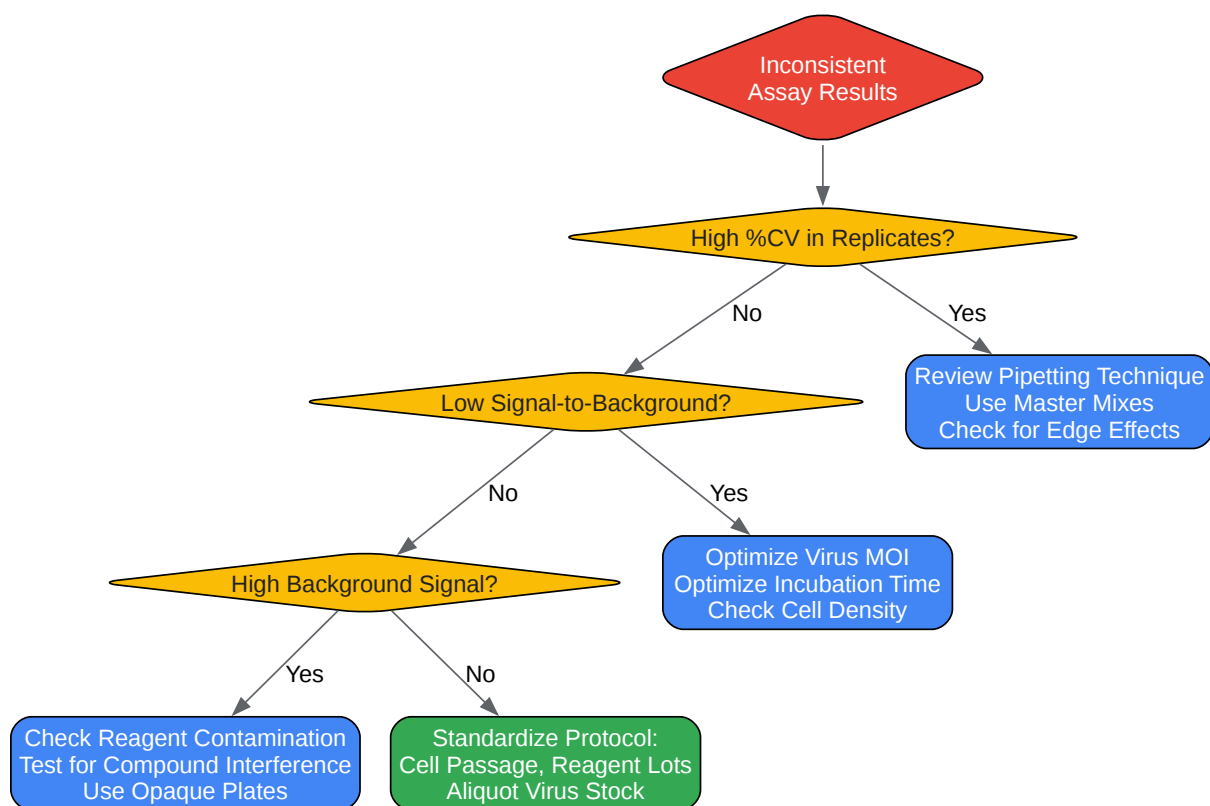 Inconsistent
Assay Results
High %CV in Replicates?
No
Yes
Review Pipetting Technique
Use Master Mixes
Check for Edge Effects
Low Signal-to-Background?
No
Yes
Optimize Virus MOI
Optimize Incubation Time
Check Cell Density
High Background Signal?
Yes
No
Check Reagent Contamination
Test for Compound Interference
Use Opaque Plates
Standardize Protocol:
Cell Passage, Reagent Lots
Aliquot Virus Stock